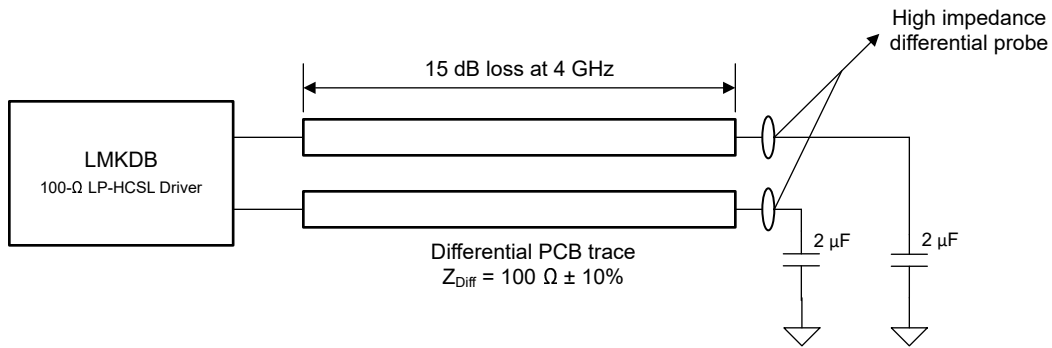 High impedance
differential probe
15 dB loss at 4 GHz
LMKDB
100-Ω LP-HCSL Driver
Differential PCB trace
Z_Diff = 100 Ω ± 10%
2 µF
2 µF